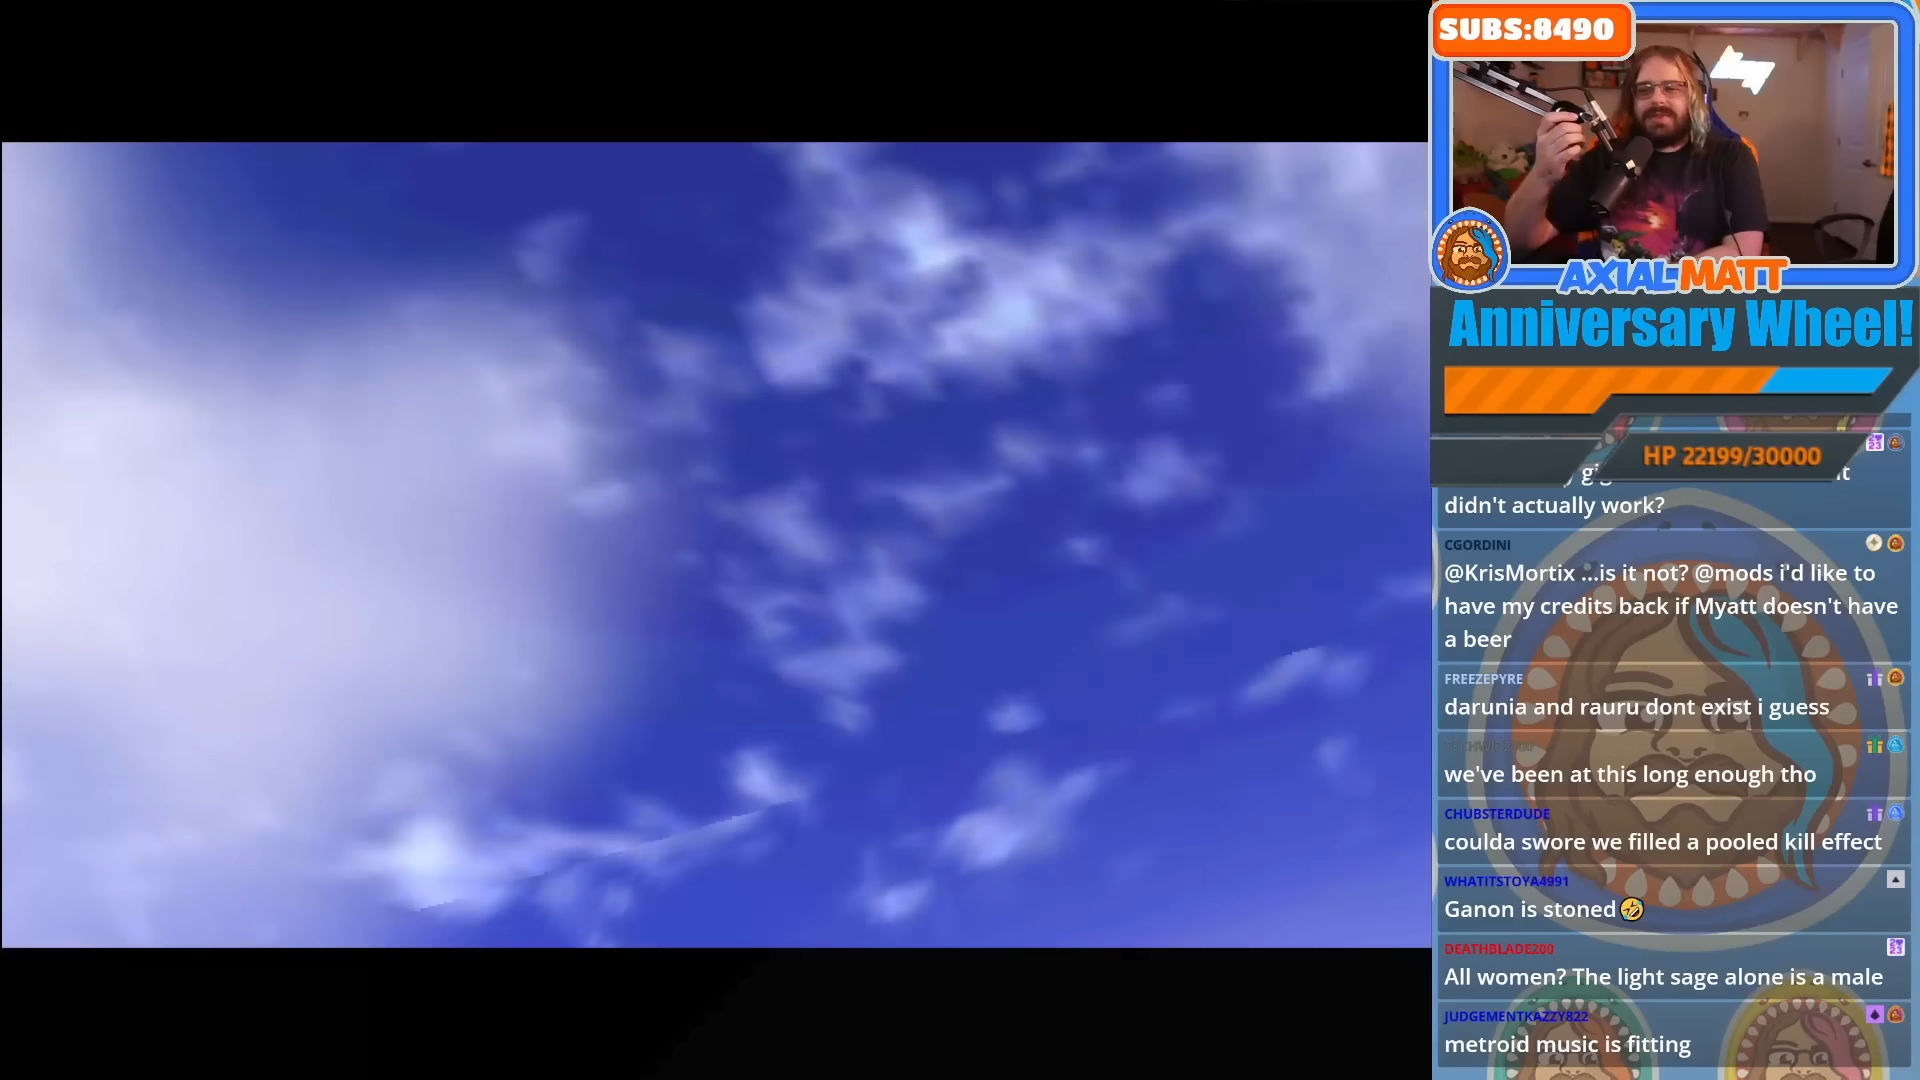 SUBS:8490
AXIAL-MATT
Anniversary Wheel!
HP 22199/30000
didn't actually work?
CGORDINI
@KrisMortix ...is it not? @mods i'd like to
have my credits back if Myatt doesn't have
a beer
FREEZEPYRE
darunia and rauru dont exist i guess
we've been at this long enough tho
CHUBSTERDUDE
coulda swore we filled a pooled kill effect
WHATITSTOYA4991
Ganon is stoned🤣
DEATHBLADE200
All women? The light sage alone is a male
JUDGEMENTKAZZY822
metroid music is fitting